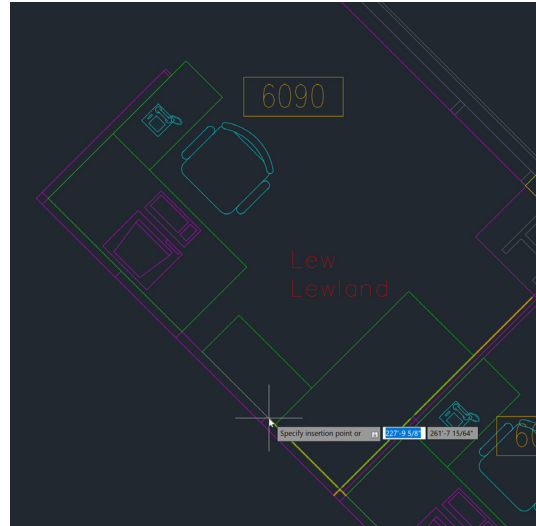 6090
Lew
Lewland
Specify insertion point or
227'-9 5/8"
261'-7 15/64"